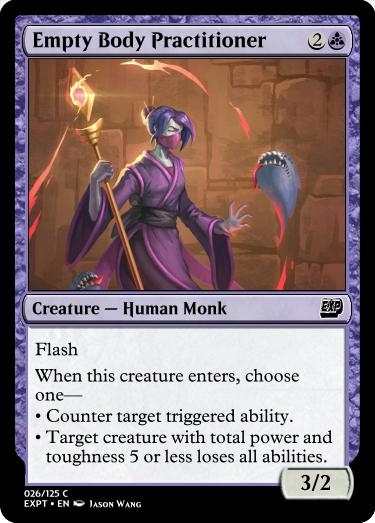 Empty Body Practitioner 2
EXP
Creature — Human Monk
Flash
When this creature enters, choose
one—
• Counter target triggered ability.
• Target creature with total power and
toughness 5 or less loses all abilities.
3/2
026/125 C
EXPT • EN Jason Wang